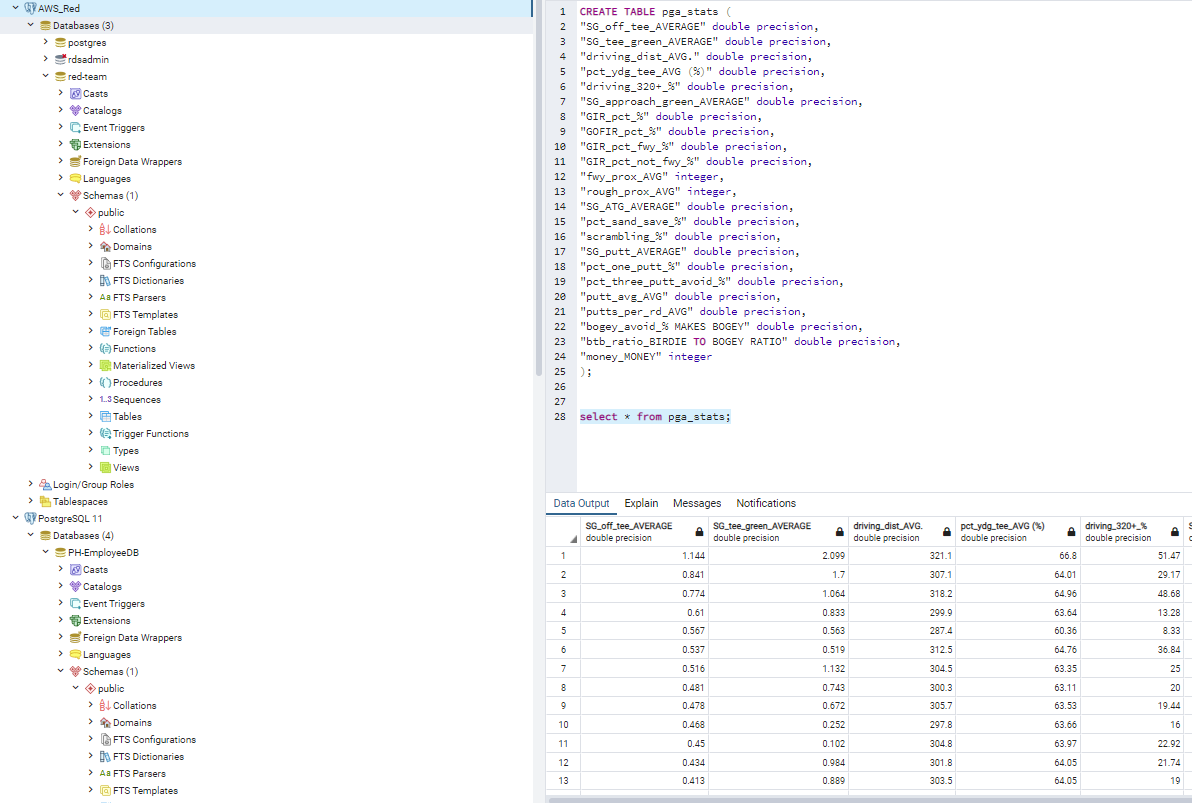 AWS_Red
Databases (3)
postgres
rdsadmin
red-team
Casts
Catalogs
Event Triggers
Extensions
Foreign Data Wrappers
Languages
Schemas (1)
public
Collations
Domains
FTS Configurations
FTS Dictionaries
FTS Parsers
FTS Templates
Foreign Tables
Functions
Materialized Views
Procedures
Sequences
Tables
Trigger Functions
Types
Views
Login/Group Roles
Tablespaces
PostgreSQL 11
Databases (4)
PH-EmployeeDB
Casts
Catalogs
Event Triggers
Extensions
Foreign Data Wrappers
Languages
Schemas (1)
public
Collations
Domains
FTS Configurations
FTS Dictionaries
FTS Parsers
FTS Templates
1 CREATE TABLE pga_stats (
2 "SG_off_tee_AVERAGE" double precision,
3 "SG_tee_green_AVERAGE" double precision,
4 "driving_dist_AVG." double precision,
5 "pct_ydg_tee_AVG (%)" double precision,
6 "driving_320+_%" double precision,
7 "SG_approach_green_AVERAGE" double precision,
8 "GIR_pct_%" double precision,
9 "GOFIR_pct_%" double precision,
10 "GIR_pct_fwy_%" double precision,
11 "GIR_pct_not_fwy_%" double precision,
12 "fwy_prox_AVG" integer,
13 "rough_prox_AVG" integer,
14 "SG_ATG_AVERAGE" double precision,
15 "pct_sand_save_%" double precision,
16 "scrambling_%" double precision,
17 "SG_putt_AVERAGE" double precision,
18 "pct_one_putt_%" double precision,
19 "pct_three_putt_avoid_%" double precision,
20 "putt_avg_AVG" double precision,
21 "putts_per_rd_AVG" double precision,
22 "bogey_avoid_% MAKES BOGEY" double precision,
23 "btb_ratio_BIRDIE TO BOGEY RATIO" double precision,
24 "money_MONEY" integer
25 );
26
27
28 select * from pga_stats;
Data Output Explain Messages Notifications
SG_off_tee_AVERAGE SG_tee_green_AVERAGE driving_dist_AVG. pct_ydg_tee_AVG (%) driving_320+_%
double precision double precision double precision double precision double precision
1 1.144 2.099 321.1 66.8 51.47
2 0.841 1.7 307.1 64.01 29.17
3 0.774 1.064 318.2 64.96 48.68
4 0.61 0.833 299.9 63.64 13.28
5 0.567 0.563 287.4 60.36 8.33
6 0.537 0.519 312.5 64.76 36.84
7 0.516 1.132 304.5 63.35 25
8 0.481 0.743 300.3 63.11 20
9 0.478 0.672 305.7 63.53 19.44
10 0.468 0.252 297.8 63.66 16
11 0.45 0.102 304.8 63.97 22.92
12 0.434 0.984 301.8 64.05 21.74
13 0.413 0.889 303.5 64.05 19